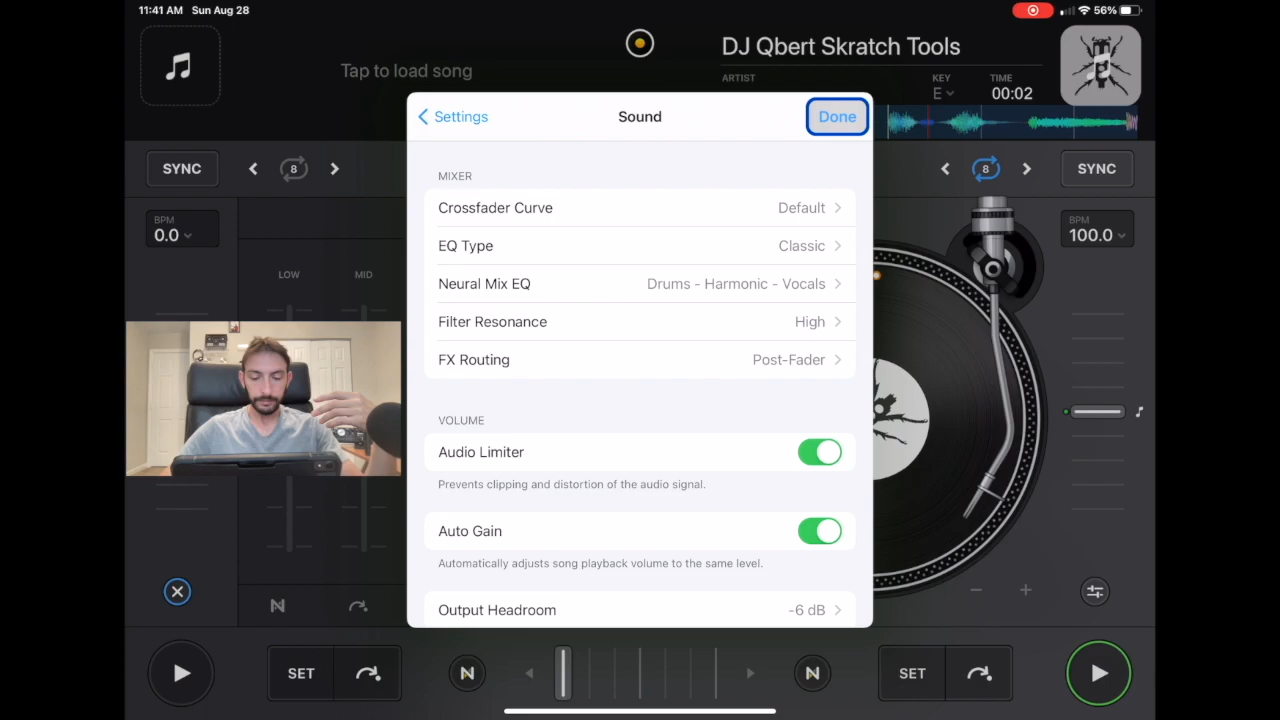 11:41 AM Sun Aug 28
56%
Tap to load song
DJ Qbert Skratch Tools
ARTIST
KEY
TIME
E
00:02
Settings
Sound
Done
SYNC
8
8
SYNC
MIXER
Crossfader Curve
Default
EQ Type
Classic
Neural Mix EQ
Drums - Harmonic - Vocals
Filter Resonance
High
FX Routing
Post-Fader
BPM
0.0
BPM
100.0
LOW
MID
VOLUME
Audio Limiter
Prevents clipping and distortion of the audio signal.
Auto Gain
Automatically adjusts song playback volume to the same level.
Output Headroom
-6 dB
SET
SET